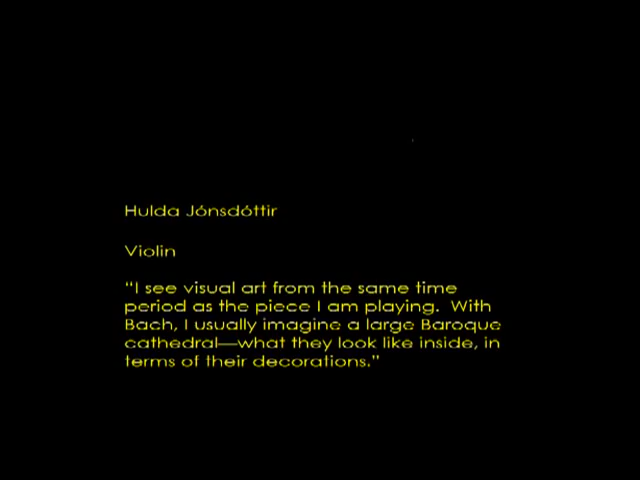 Hulda Jónsdóttir
Violin
“I see visual art from the same time
period as the piece I am playing.  With
Bach, I usually imagine a large Baroque
cathedral—what they look like inside, in
terms of their decorations.”